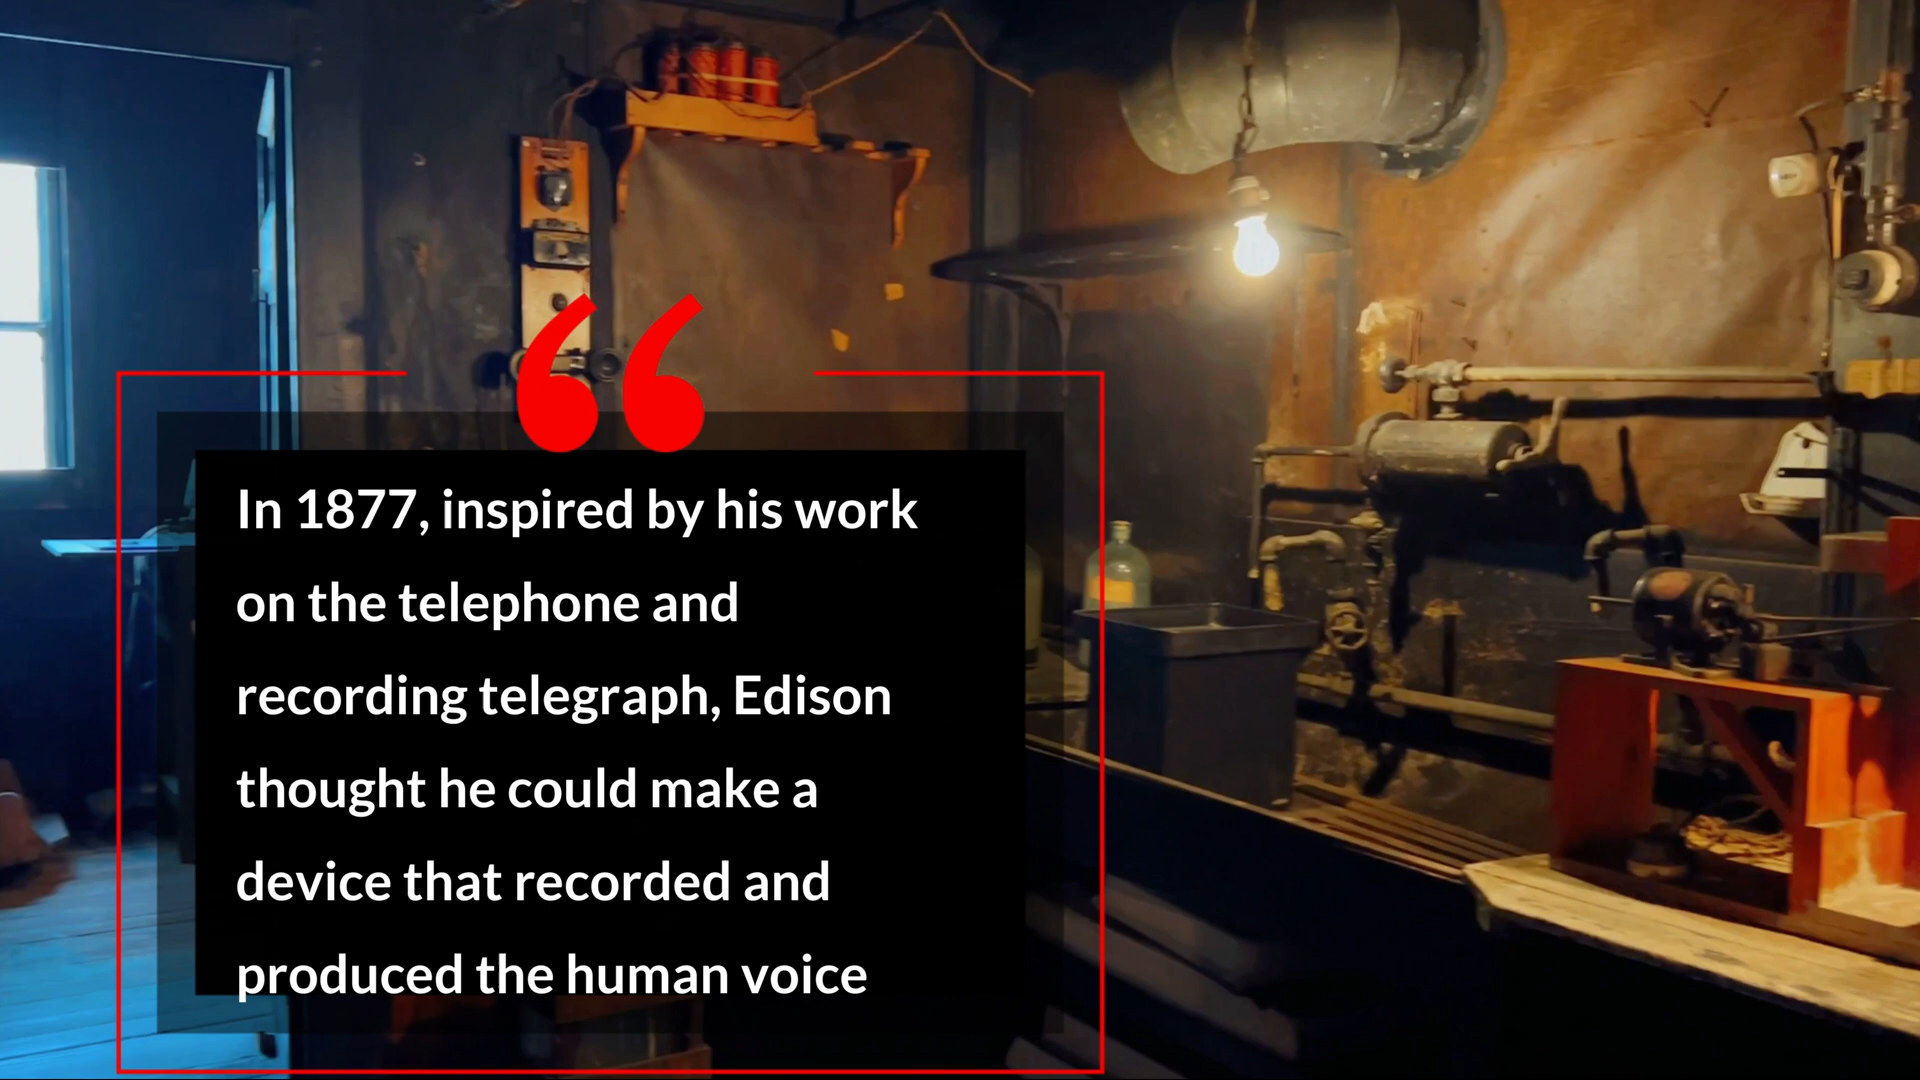 In 1877, inspired by his work
on the telephone and
recording telegraph, Edison
thought he could make a
device that recorded and
produced the human voice